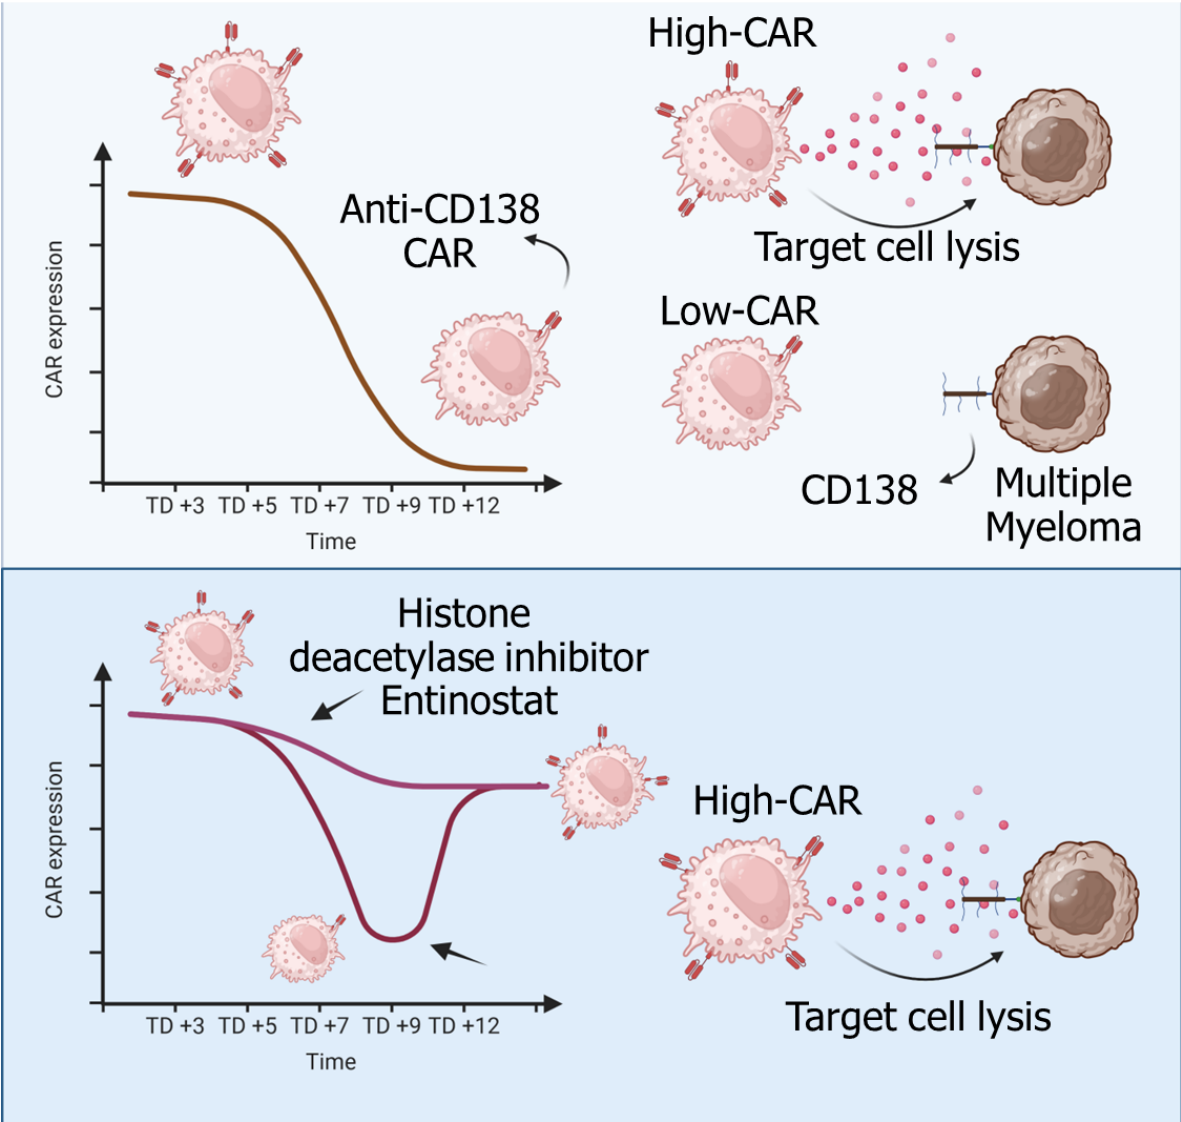 High-CAR
Anti-CD138
CAR
Target cell lysis
Low-CAR
CAR expression
CD138
Multiple
Myeloma
TD +3 TD +5 TD +7 TD +9 TD +12
Time
Histone
deacetylase inhibitor
Entinostat
High-CAR
CAR expression
Target cell lysis
TD +3 TD +5 TD +7 TD +9 TD +12
Time